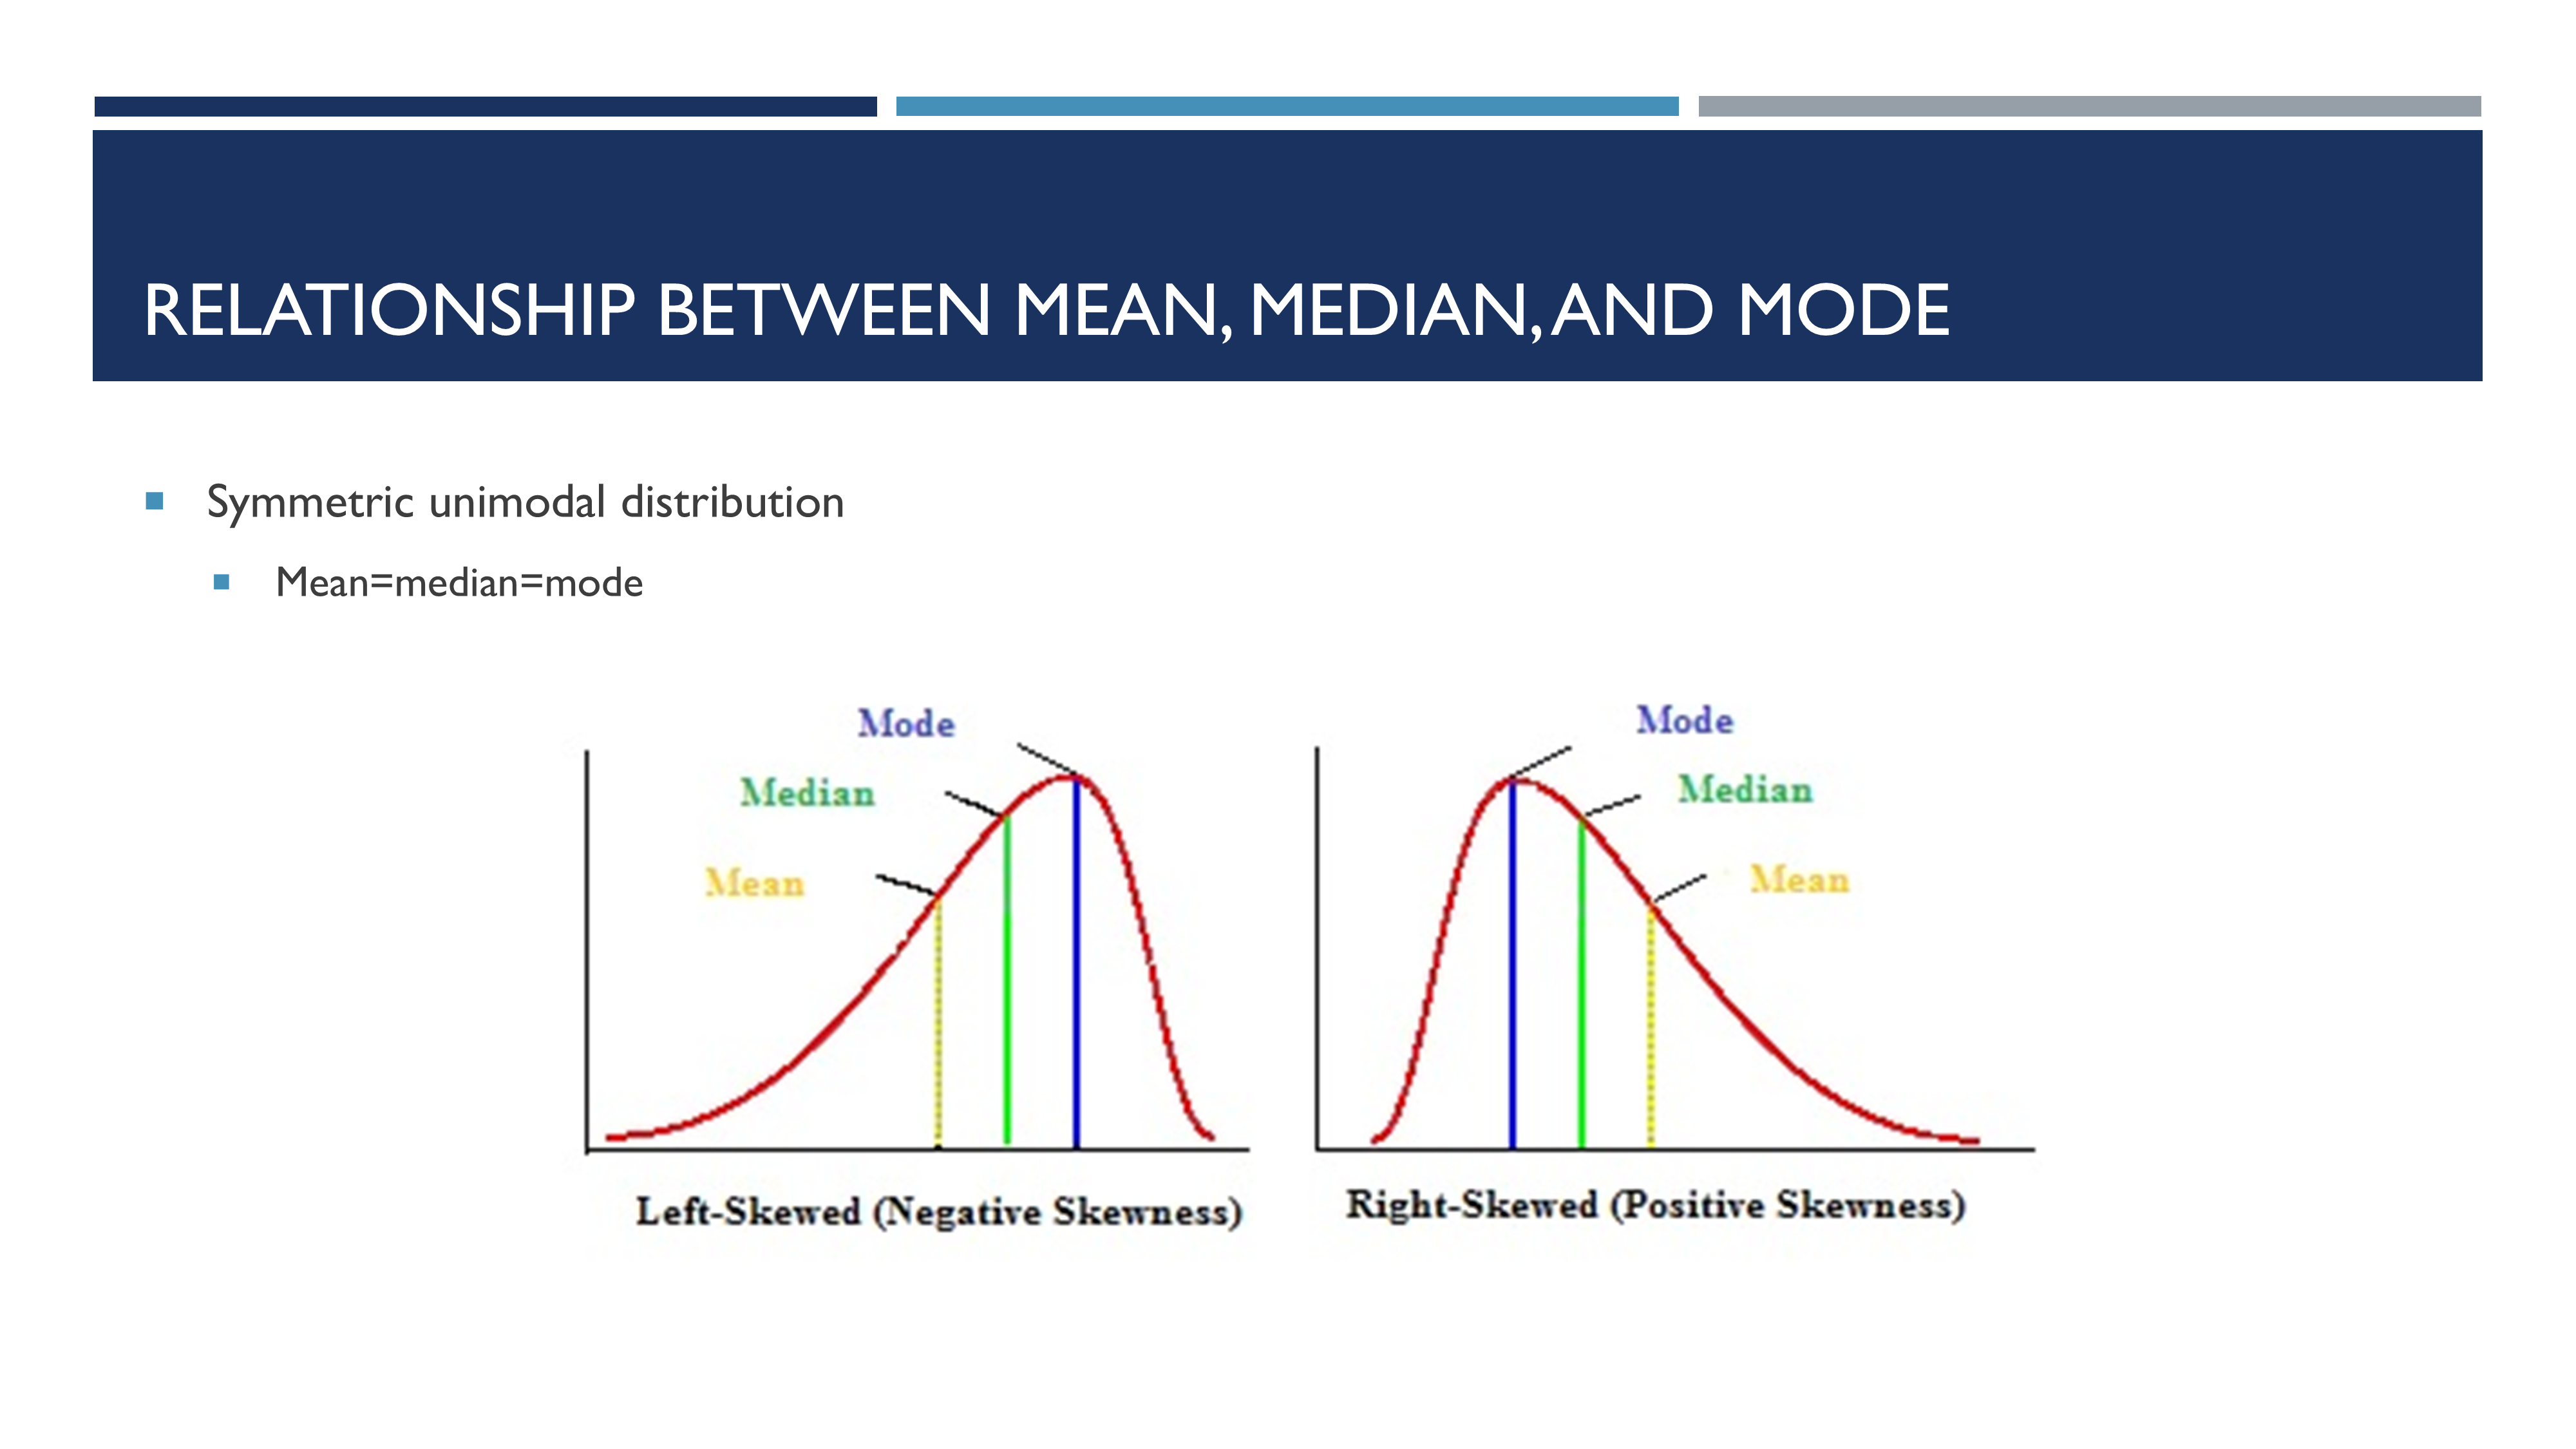 RELATIONSHIP BETWEEN MEAN, MEDIAN, AND MODE
Symmetric unimodal distribution
Mean=median=mode
Mode
Median
Mean
Left-Skewed (Negative Skewness)
Mode
Median
Mean
Right-Skewed (Positive Skewness)